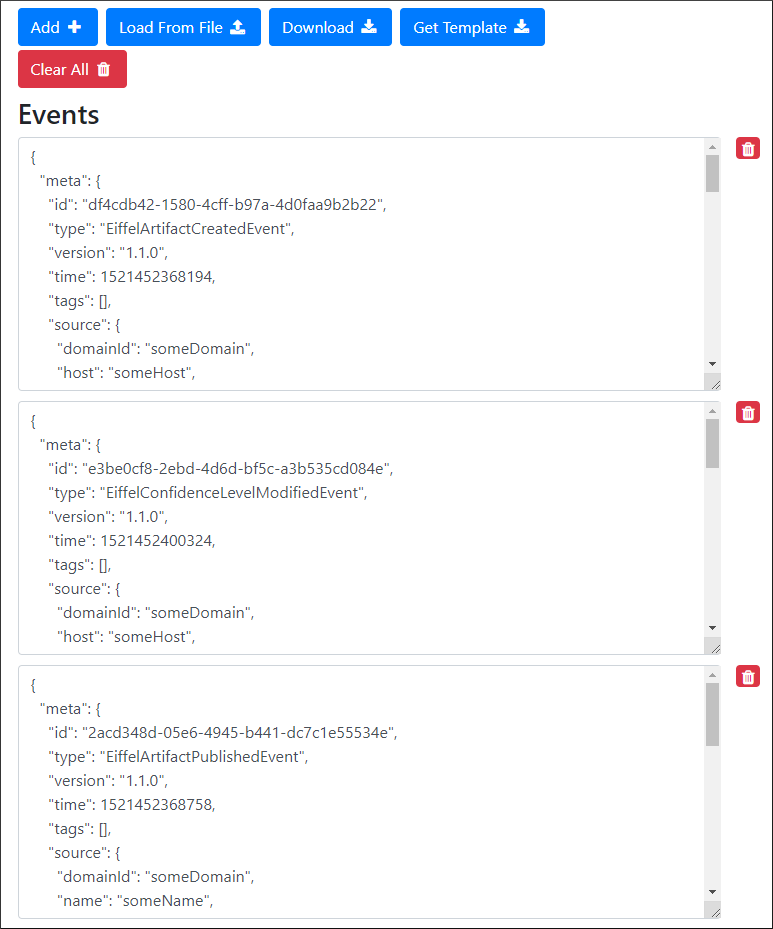 Add Load From File Download Get Template
Clear All
Events
{
"meta": {
"id": "df4cdb42-1580-4cff-b97a-4d0faa9b2b22",
"type": "EiffelArtifactCreatedEvent",
"version": "1.1.0",
"time": 1521452368194,
"tags": [],
"source": {
"domainId": "someDomain",
"host": "someHost",
{
"meta": {
"id": "e3be0cf8-2ebd-4d6d-bf5c-a3b535cd084e",
"type": "EiffelConfidenceLevelModifiedEvent",
"version": "1.1.0",
"time": 1521452400324,
"tags": [],
"source": {
"domainId": "someDomain",
"host": "someHost",
{
"meta": {
"id": "2acd348d-05e6-4945-b441-dc7c1e55534e",
"type": "EiffelArtifactPublishedEvent",
"version": "1.1.0",
"time": 1521452368758,
"tags": [],
"source": {
"domainId": "someDomain",
"name": "someName",